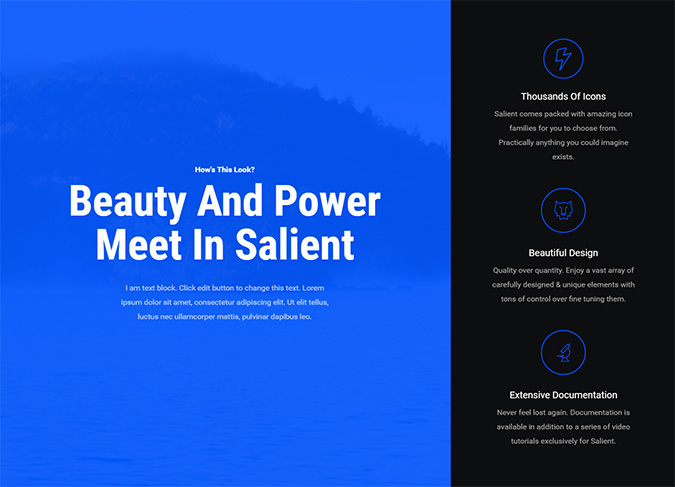 How's This Look?
Beauty And Power
Meet In Salient
I am text block. Click edit button to change this text. Lorem
ipsum dolor sit amet, consectetur adipiscing elit. Ut elit tellus,
luctus nec ullamcorper mattis, pulvinar dapibus leo.
Thousands Of Icons
Salient comes packed with amazing icon
families for you to choose from.
Practically anything you could imagine
exists.
Beautiful Design
Quality over quantity. Enjoy a vast array of
carefully designed & unique elements with
tons of control over fine tuning them.
Extensive Documentation
Never feel lost again. Documentation is
available in addition to a series of video
tutorials exclusively for Salient.